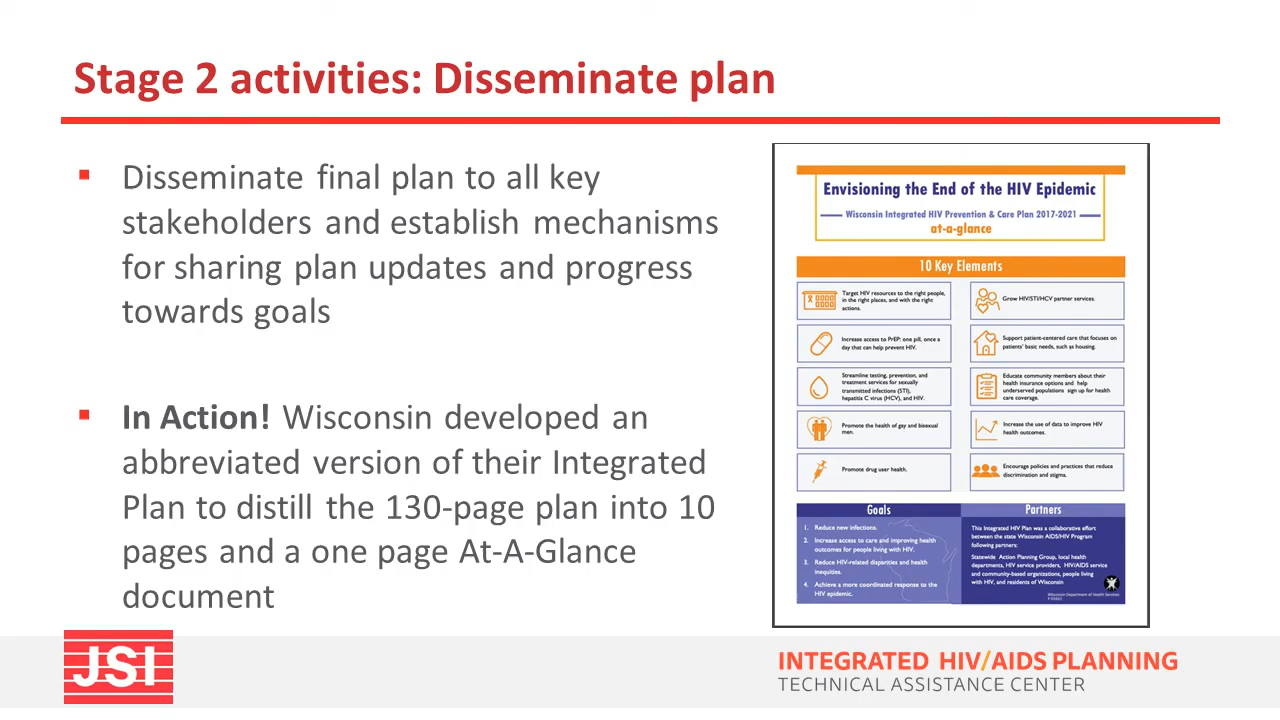 Stage 2 activities: Disseminate plan
▪ Disseminate final plan to all key
stakeholders and establish mechanisms
for sharing plan updates and progress
towards goals
▪ In Action! Wisconsin developed an
abbreviated version of their Integrated
Plan to distill the 130-page plan into 10
pages and a one page At-A-Glance
document
Envisioning the End of the HIV Epidemic
Wisconsin Integrated HIV Prevention & Care Plan 2017-2021
at-a-glance
10 Key Elements
Target HIV resources to the right people,
in the right places, and with the right
actions.
Increase access to PrEP: one pill, once a
day that can help prevent HIV.
Streamline testing, prevention, and
treatment services for sexually
transmitted infections (STI),
hepatitis C virus (HCV), and HIV.
Promote the health of gay and bisexual
men.
Promote drug user health.
Grow HIV/STI/HCV partner services.
Support patient-centered care that focuses on
patients' basic needs, such as housing.
Educate community members about their
health insurance options and help
underserved populations sign up for health
care coverage.
Increase the use of data to improve HIV
health outcomes.
Encourage policies and practices that reduce
discrimination and stigma.
Goals
1. Reduce new infections.
2. Increase access to care and improving health
outcomes for people living with HIV.
3. Reduce HIV-related disparities and health
inequities.
4. Achieve a more coordinated response to the
HIV epidemic.
Partners
This Integrated HIV Plan was a collaborative effort
between the state Wisconsin AIDS/HIV Program
following partners:
Statewide Action Planning Group, local health
departments, HIV service providers, HIV/AIDS service
and community-based organizations, people living
with HIV, and residents of Wisconsin
Wisconsin Department of Health Services
JSI
INTEGRATED HIV/AIDS PLANNING
TECHNICAL ASSISTANCE CENTER